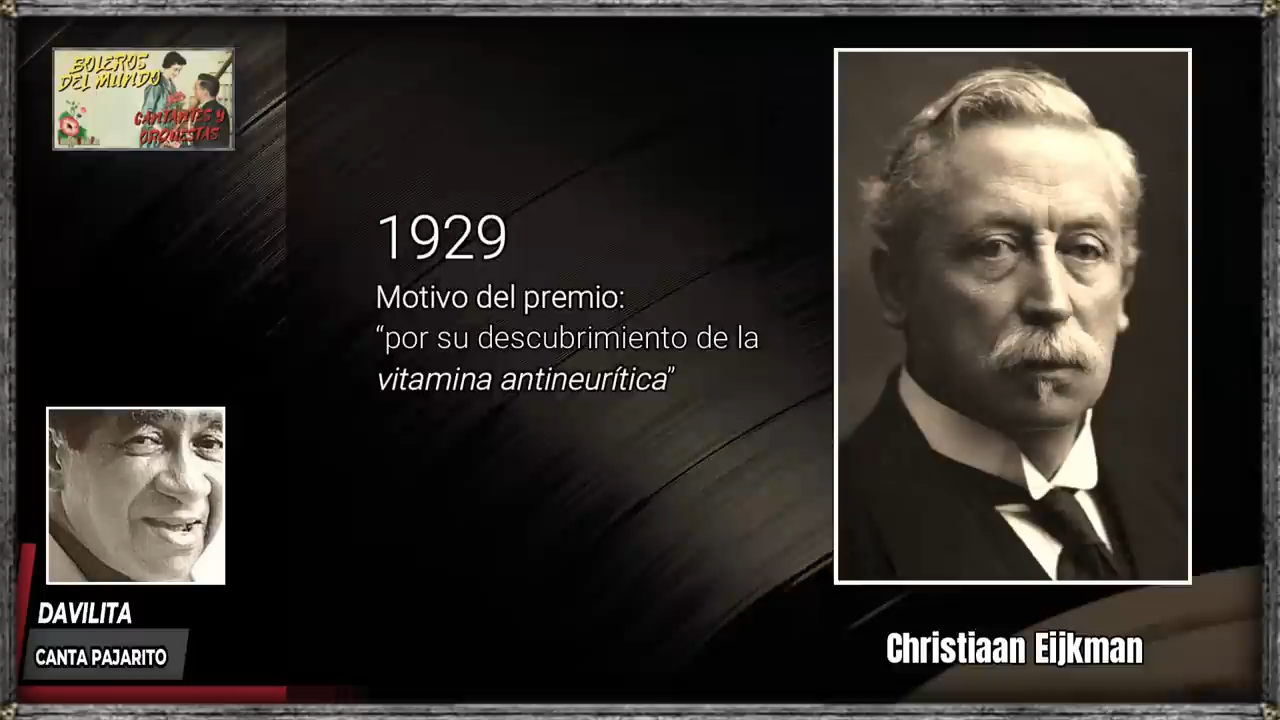 BOLEROS
DEL MUNDO
CANTANTES Y
ORQUESTAS
1929
Motivo del premio:
“por su descubrimiento de la
vitamina antineurítica”
DAVILITA
CANTA PAJARITO
Christiaan Eijkman